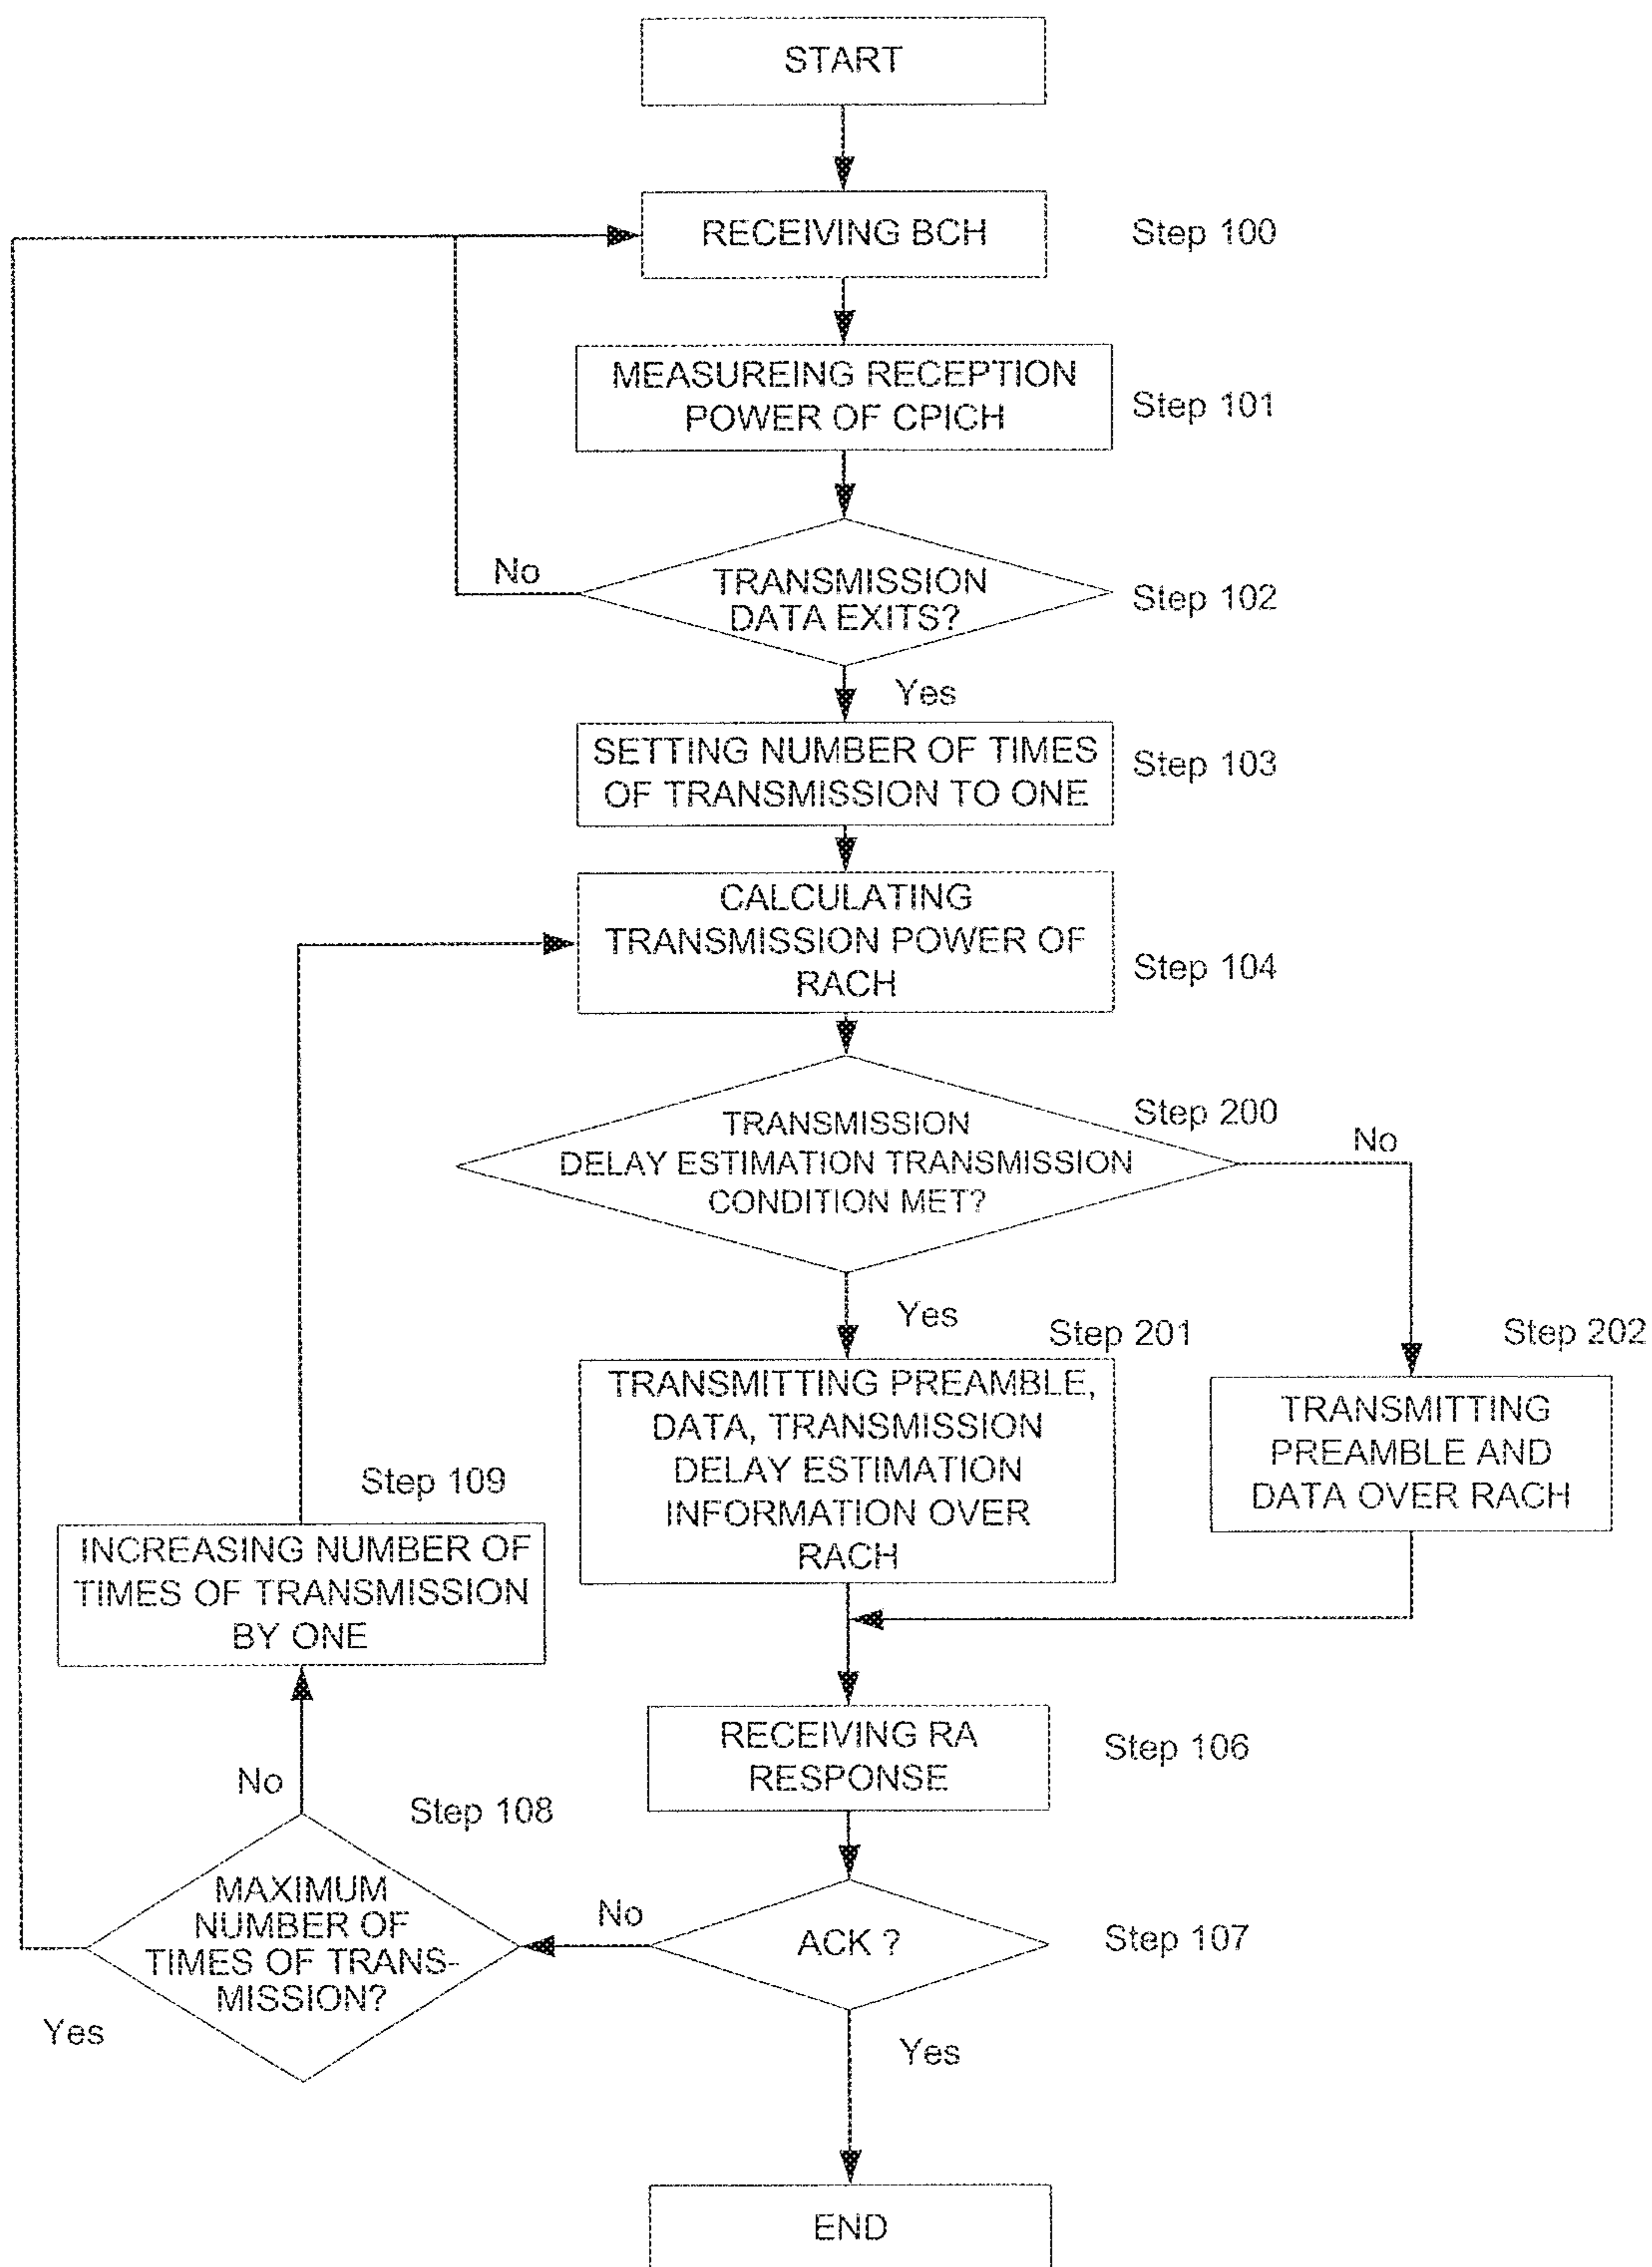 START
RECEIVING BCH
Step 100
MEASUREING RECEPTION
POWER OF CPICH
Step 101
No
TRANSMISSION
DATA EXITS?
Step 102
Yes
SETTING NUMBER OF TIMES
OF TRANSMISSION TO ONE
Step 103
CALCULATING
TRANSMISSION POWER OF
RACH
Step 104
TRANSMISSION
DELAY ESTIMATION TRANSMISSION
CONDITION MET?
Step 200
No
Yes
Step 201
Step 202
TRANSMITTING PREAMBLE,
DATA, TRANSMISSION
DELAY ESTIMATION
INFORMATION OVER
RACH
TRANSMITTING
PREAMBLE AND
DATA OVER RACH
Step 109
INCREASING NUMBER OF
TIMES OF TRANSMISSION
BY ONE
RECEIVING RA
RESPONSE
Step 106
No
Step 108
MAXIMUM
NUMBER OF
TIMES OF TRANS-
MISSION?
No
ACK ?
Step 107
Yes
Yes
END